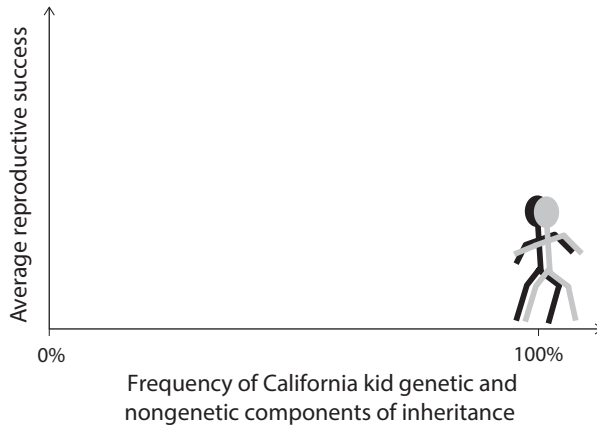 Average reproductive success
0%
100%
Frequency of California kid genetic and
nongenetic components of inheritance